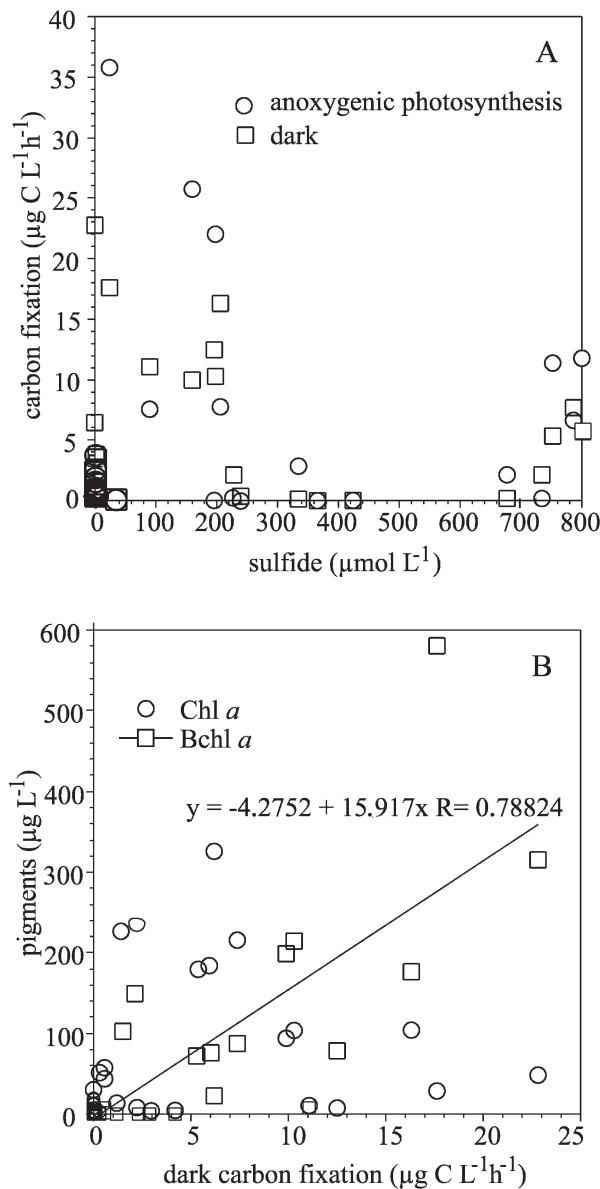 A
40
35
30
25
20
15
10
5
0
carbon fixation (µg C L⁻¹h⁻¹)
anoxygenic photosynthesis
dark
0 100 200 300 400 500 600 700 800
sulfide (µmol L⁻¹)
B
600
500
400
300
200
100
0
pigments (µg L⁻¹)
Chl a
Bchl a
y = -4.2752 + 15.917x R= 0.78824
0 5 10 15 20 25
dark carbon fixation (µg C L⁻¹h⁻¹)